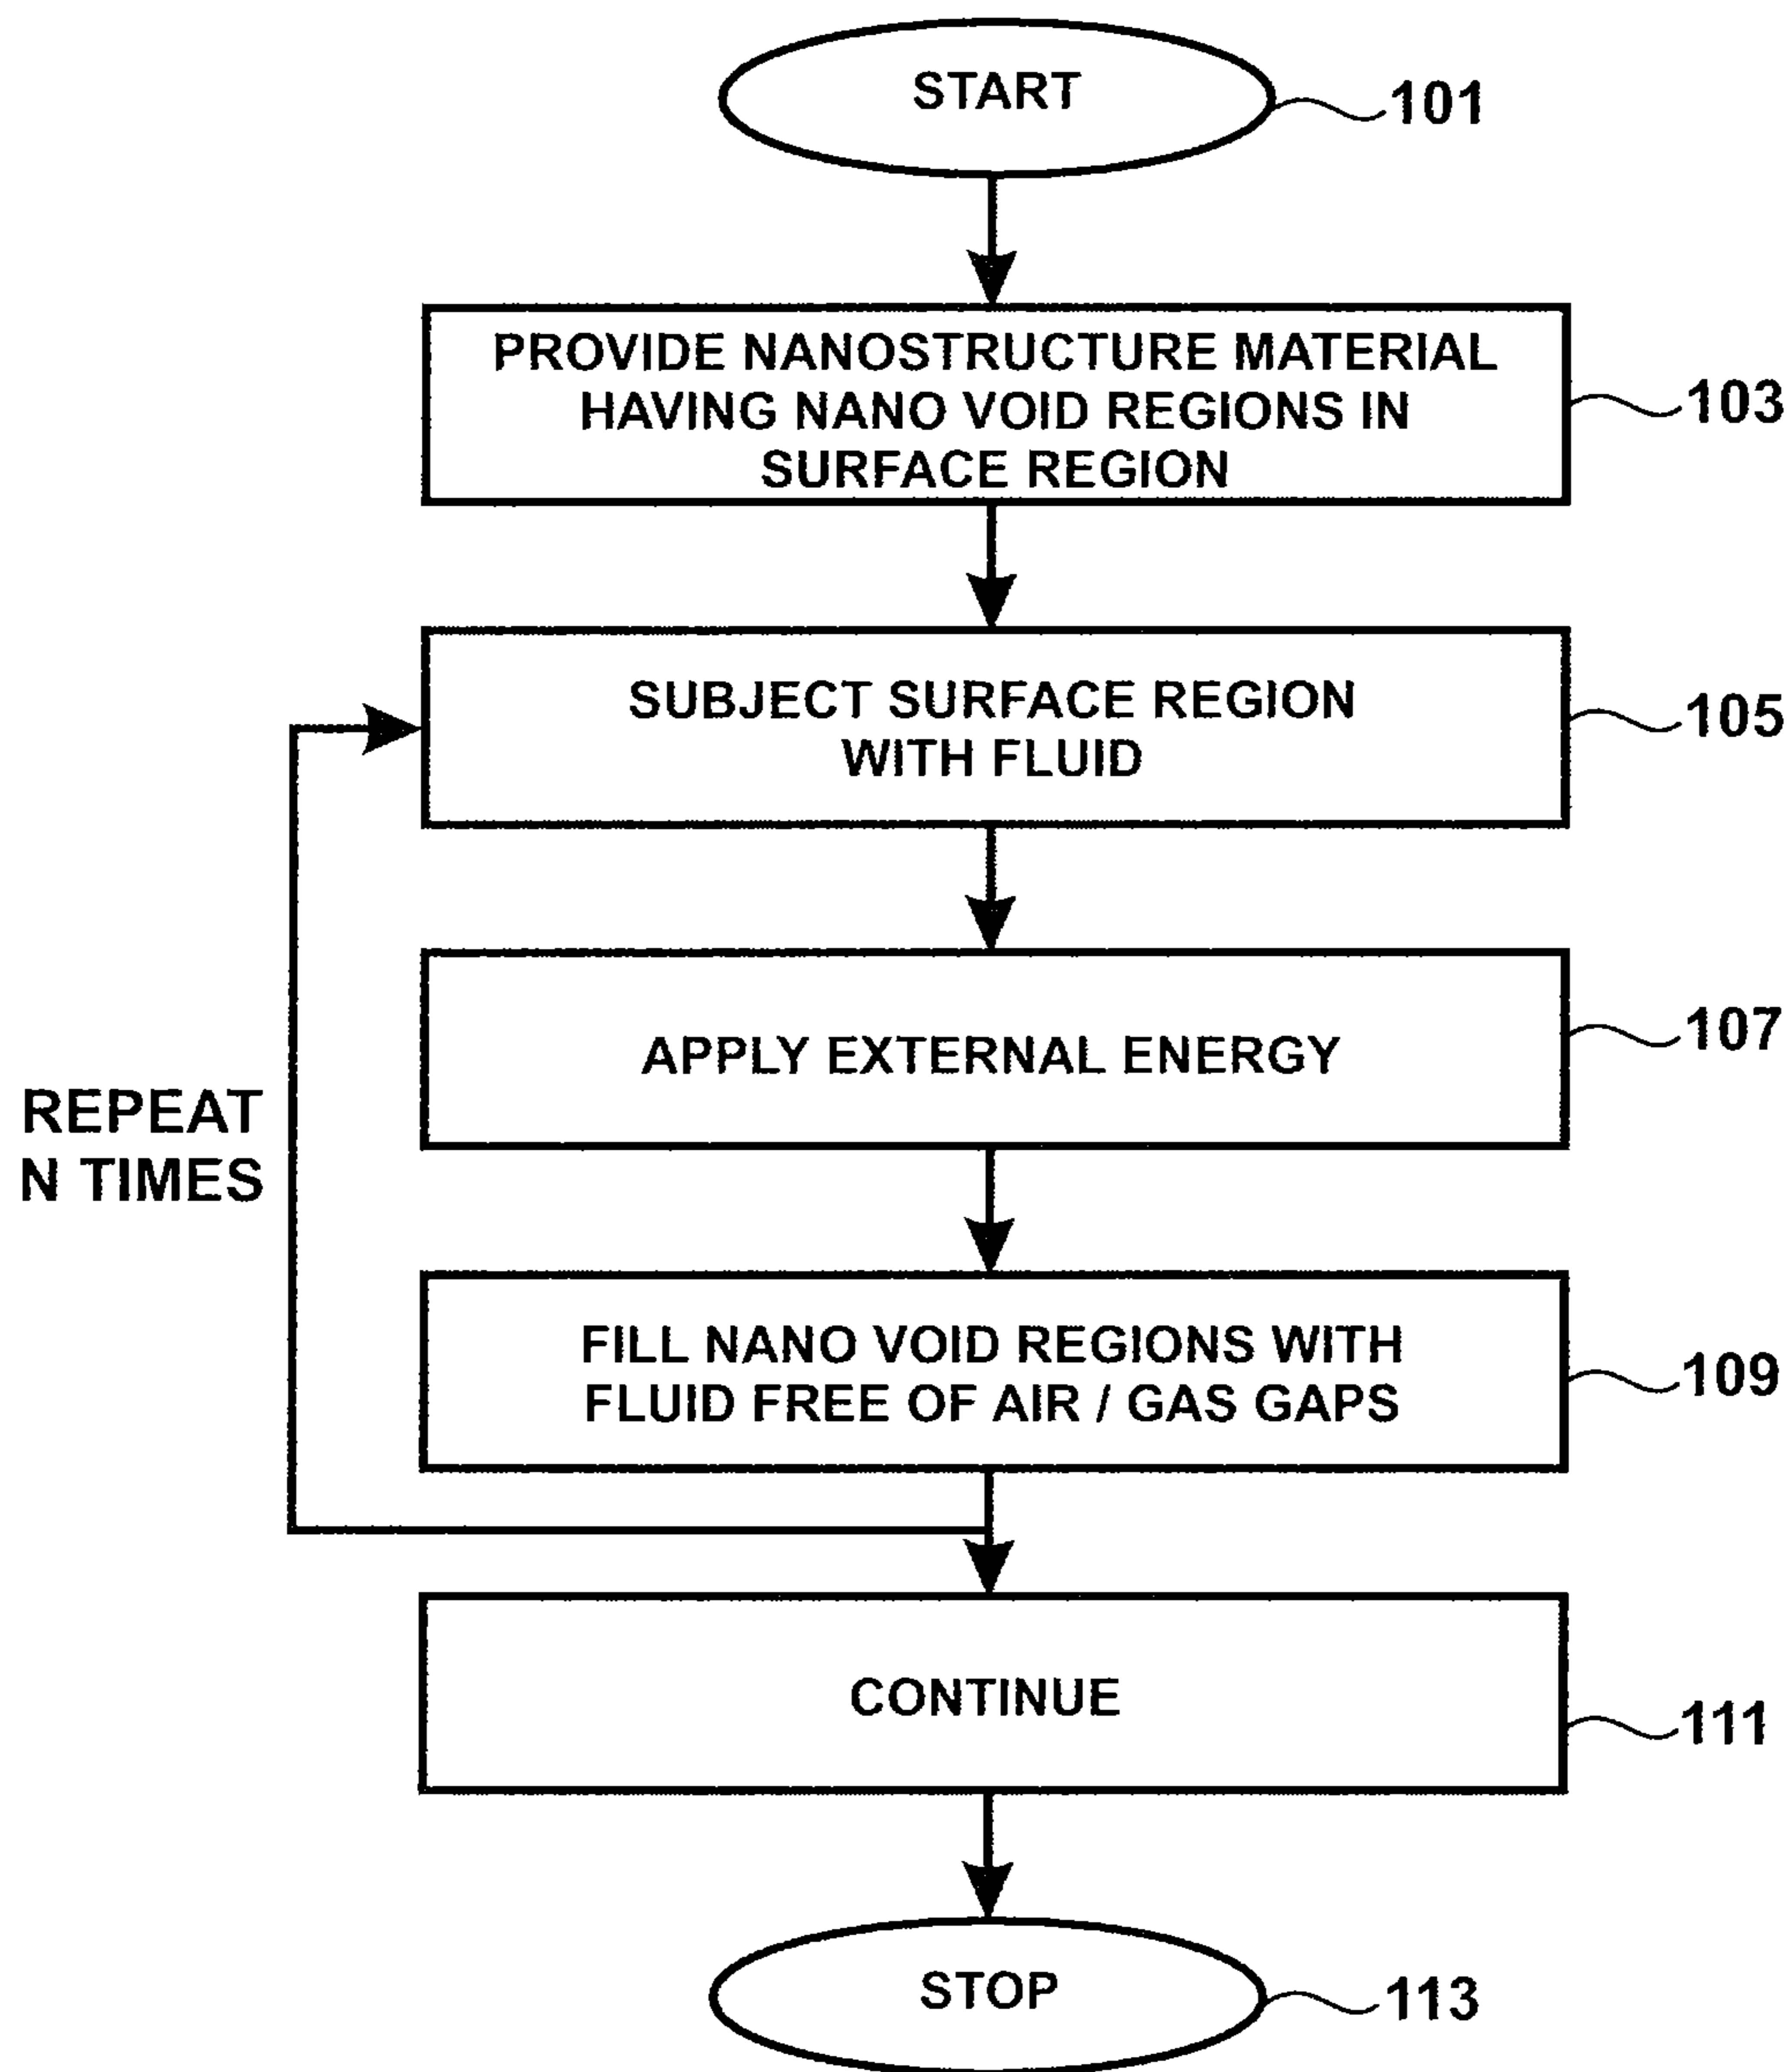 START
101
PROVIDE NANOSTRUCTURE MATERIAL
HAVING NANO VOID REGIONS IN
SURFACE REGION
103
SUBJECT SURFACE REGION
WITH FLUID
105
APPLY EXTERNAL ENERGY
107
REPEAT
N TIMES
FILL NANO VOID REGIONS WITH
FLUID FREE OF AIR / GAS GAPS
109
CONTINUE
111
STOP
113